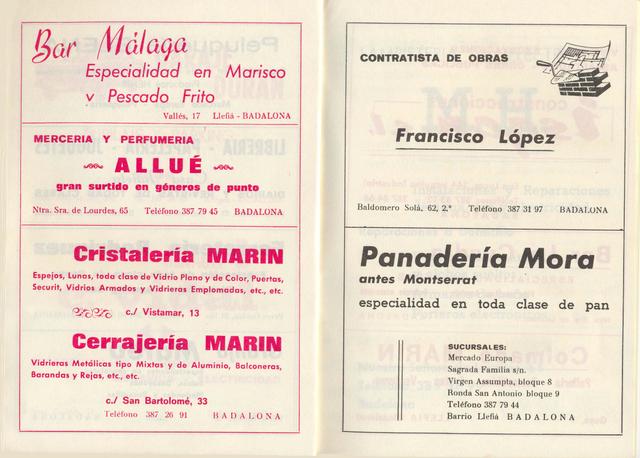 Bar Málaga
Especialidad en Marisco
y Pescado Frito
Vallés, 17 Llefiá - BADALONA
MERCERIA Y PERFUMERIA
ALLUÉ
gran surtido en géneros de punto
Ntra. Sra. de Lourdes, 65 Teléfono 387 79 45 BADALONA
Cristalería MARIN
Espejos, Lunas, toda clase de Vidrio Plano y de Color, Puertas,
Securit, Vidrios Armados y Vidrieras Emplomadas, etc., etc.
c./ Vistamar, 13
Cerrajería MARIN
Vidrieras Metálicas tipo Mixtas y de Aluminio, Balconeras,
Barandas y Rejas, etc., etc.
c./ San Bartolomé, 33
Teléfono 387 26 91 BADALONA
CONTRATISTA DE OBRAS
Francisco López
Baldomero Solá, 62, 2.º Teléfono 387 31 97 BADALONA
Panadería Mora
antes Montserrat
especialidad en toda clase de pan
SUCURSALES:
Mercado Europa
Sagrada Familia s/n.
Virgen Assumpta, bloque 8
Ronda San Antonio bloque 9
Teléfono 387 79 44
Barrio Llefiá BADALONA